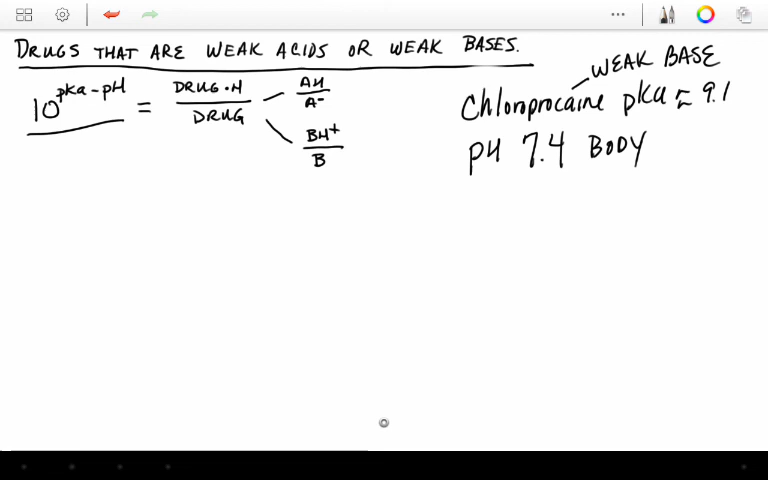 DRUGS THAT ARE WEAK ACIDS OR WEAK BASES.
10^pka-pH = DRUG·H / DRUG
AH / A-
BH+ / B
WEAK BASE
Chloroprocaine pka ≈ 9.1
pH 7.4 BODY